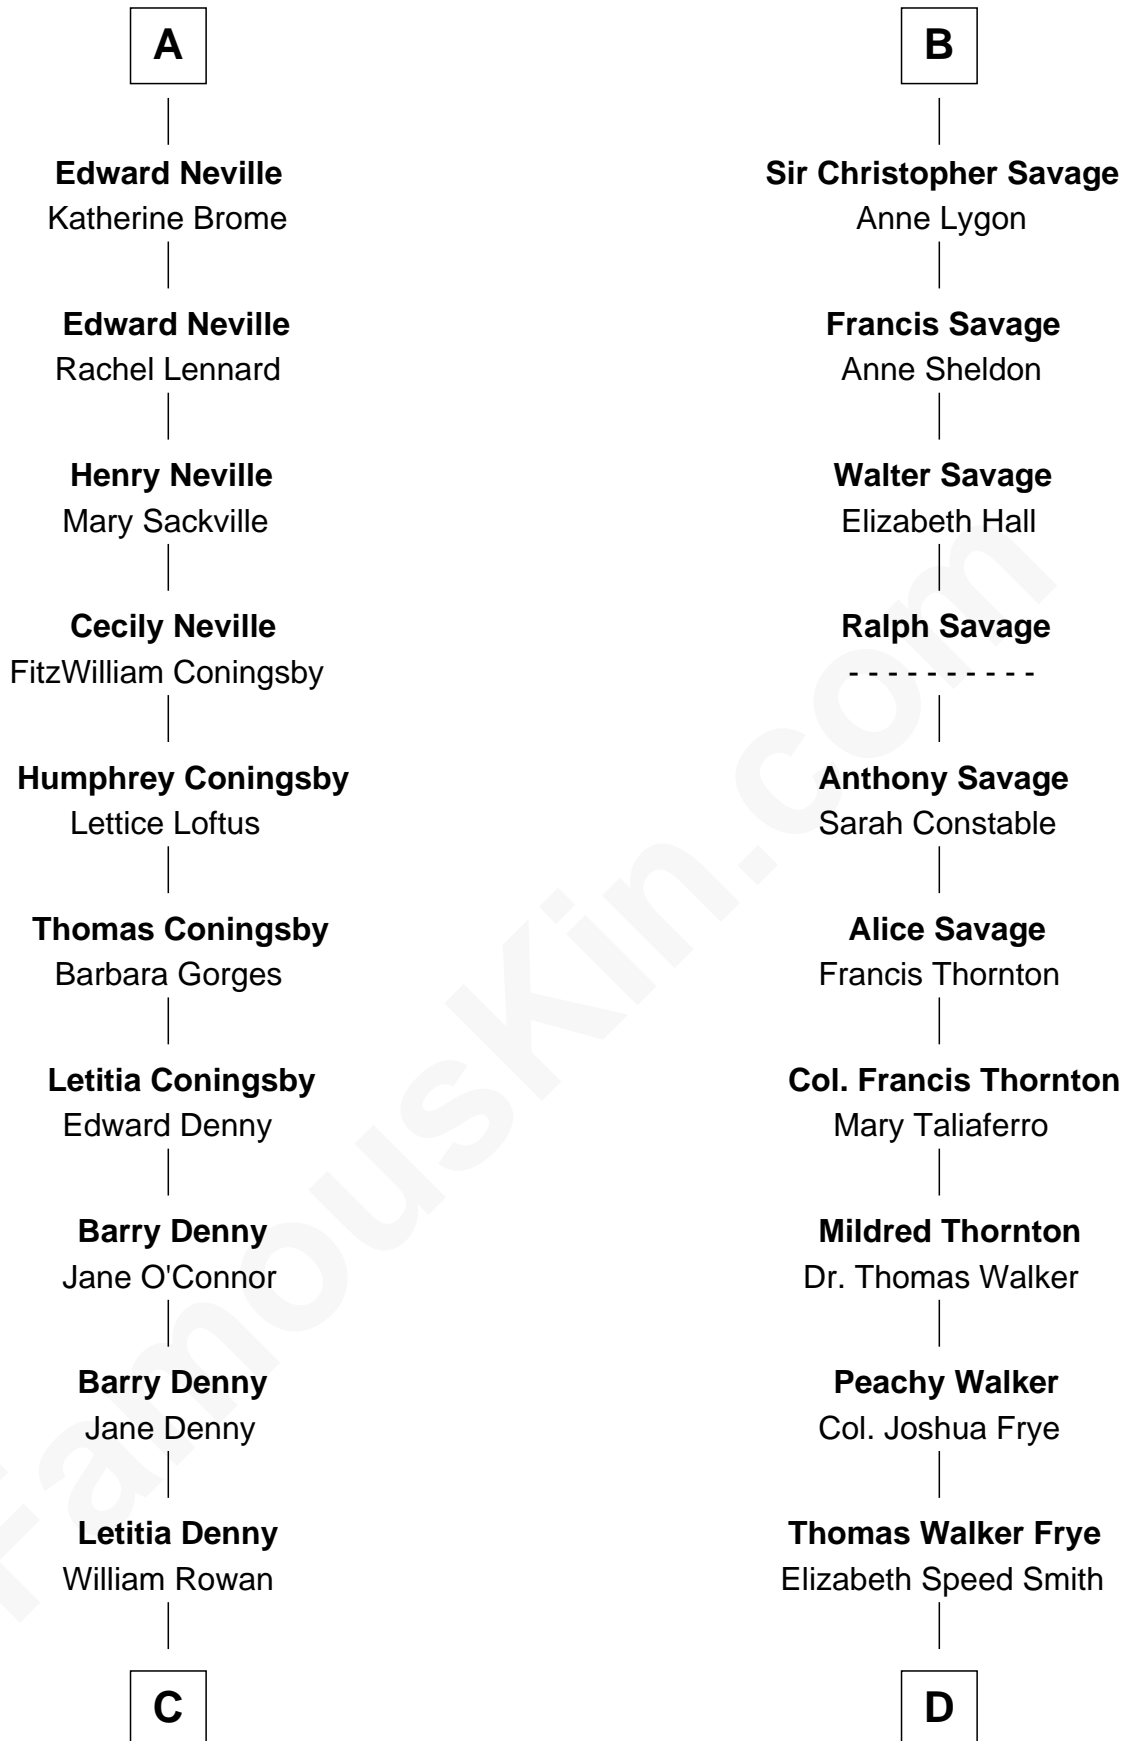 A
Edward Neville
Katherine Brome
Edward Neville
Rachel Lennard
Henry Neville
Mary Sackville
Cecily Neville
FitzWilliam Coningsby
Humphrey Coningsby
Lettice Loftus
Thomas Coningsby
Barbara Gorges
Letitia Coningsby
Edward Denny
Barry Denny
Jane O'Connor
Barry Denny
Jane Denny
Letitia Denny
William Rowan
C
B
Sir Christopher Savage
Anne Lygon
Francis Savage
Anne Sheldon
Walter Savage
Elizabeth Hall
Ralph Savage
- - - - - - - - - -
Anthony Savage
Sarah Constable
Alice Savage
Francis Thornton
Col. Francis Thornton
Mary Taliaferro
Mildred Thornton
Dr. Thomas Walker
Peachy Walker
Col. Joshua Frye
Thomas Walker Frye
Elizabeth Speed Smith
D
FamousKin.com